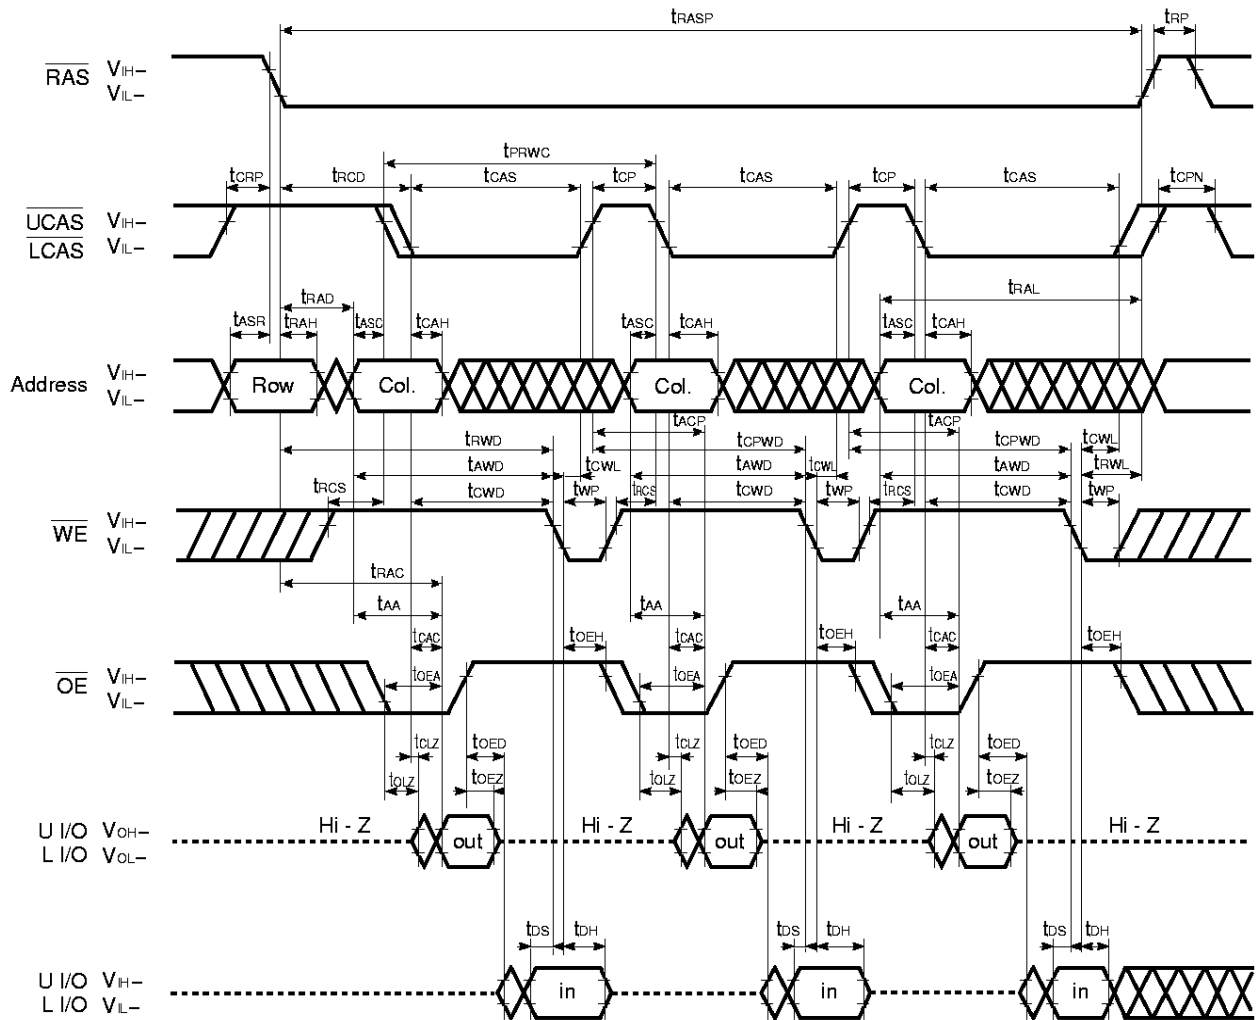 tRASP tRP
RAS VIH–
VIL–
tPRWC
tCRP tRCD tCAS tCP tCAS tCP tCAS tCPN
UCAS VIH–
LCAS VIL–
tRAD tRAL
tASR tRAH tASC tCAH tASC tCAH tASC tCAH
Address VIH–
VIL–
Row Col. Col. Col.
tACP tACP
tRWD tCPWD tCPWD tCWL
tAWD tCWL tAWD tCWL tAWD tRWL
tRCS tCWD tWP tRCS tCWD tWP tRCS tCWD tWP
WE VIH–
VIL–
tRAC
tAA tAA tAA
tCAC tOEH tCAC tOEH tCAC tOEH
tOEA tOEA tOEA
OE VIH–
VIL–
tCLZ tOED tCLZ tOED tCLZ tOED
tOLZ tOEZ tOLZ tOEZ tOLZ tOEZ
Hi - Z Hi - Z Hi - Z Hi - Z
U I/O VOH–
L I/O VOL–
out out out
tDS tDH tDS tDH tDS tDH
U I/O VIH–
L I/O VIL–
in in in